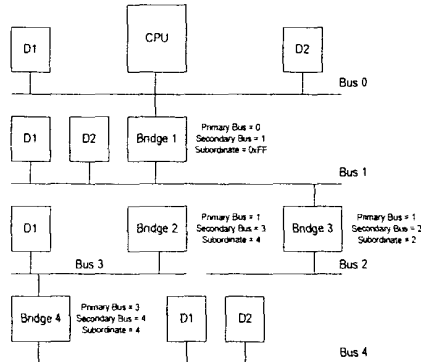 D1
CPU
D2
Bus 0
D1
D2
Bridge 1
Primary Bus = 0
Secondary Bus = 1
Subordinate = 0xFF
Bus 1
D1
Bridge 2
Primary Bus = 1
Secondary Bus = 3
Subordinate = 4
Bridge 3
Primary Bus = 1
Secondary Bus = 2
Subordinate = 2
Bus 3
Bus 2
Bridge 4
Primary Bus = 3
Secondary Bus = 4
Subordinate = 4
D1
D2
Bus 4